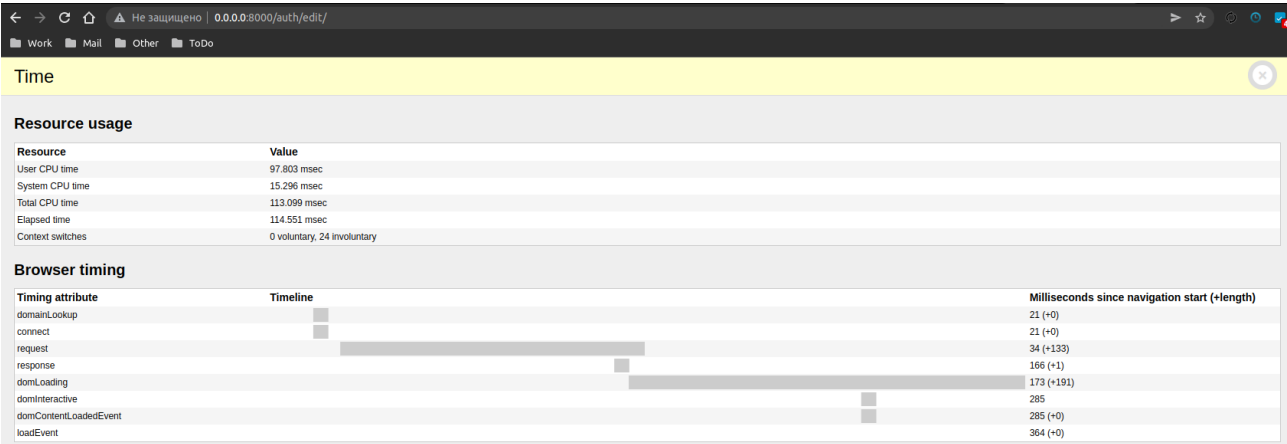 Не защищено | 0.0.0.0:8000/auth/edit/
Work Mail Other ToDo
Time
Resource usage
Resource Value
User CPU time 97.803 msec
System CPU time 15.296 msec
Total CPU time 113.099 msec
Elapsed time 114.551 msec
Context switches 0 voluntary, 24 involuntary
Browser timing
Timing attribute Timeline Milliseconds since navigation start (+length)
domainLookup 21 (+0)
connect 21 (+0)
request 34 (+133)
response 166 (+1)
domLoading 173 (+191)
domInteractive 285
domContentLoadedEvent 285 (+0)
loadEvent 364 (+0)